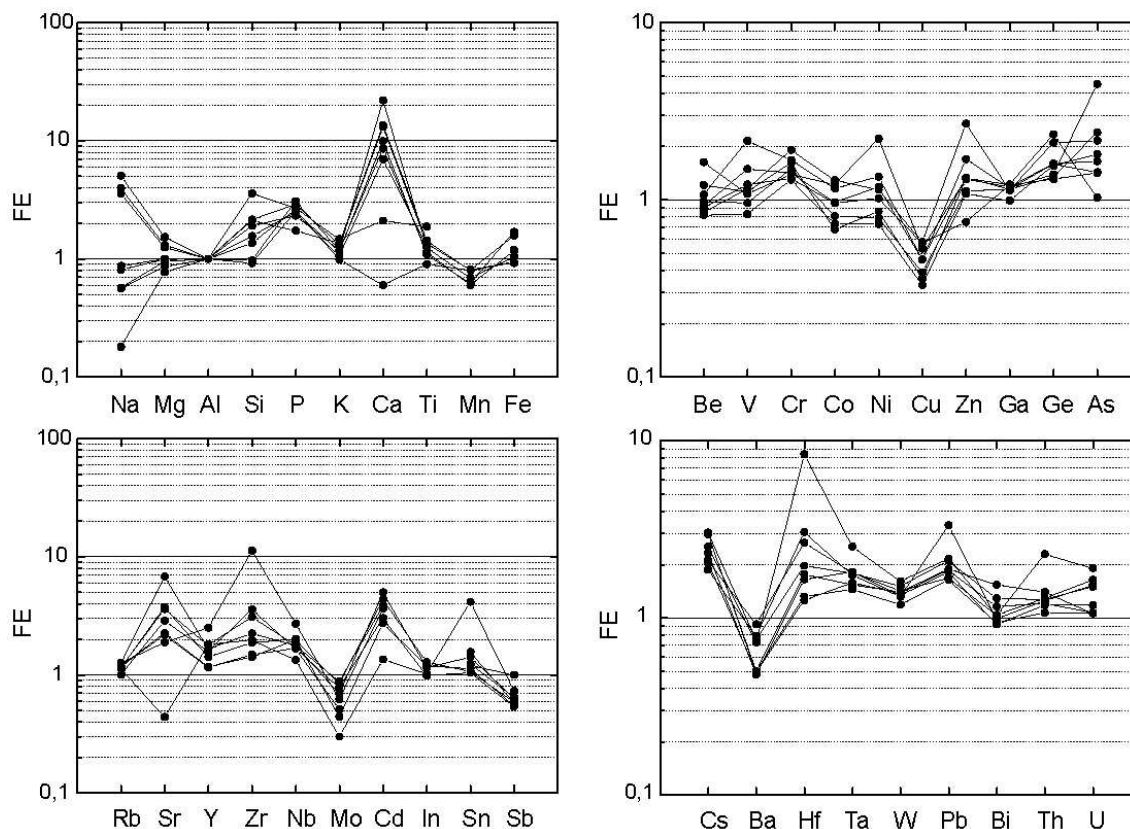 100
10
FE
1
0,1
Na Mg Al Si P K Ca Ti Mn Fe
10
FE
1
0,1
Be V Cr Co Ni Cu Zn Ga Ge As
100
10
FE
1
0,1
Rb Sr Y Zr Nb Mo Cd In Sn Sb
10
FE
1
0,1
Cs Ba Hf Ta W Pb Bi Th U